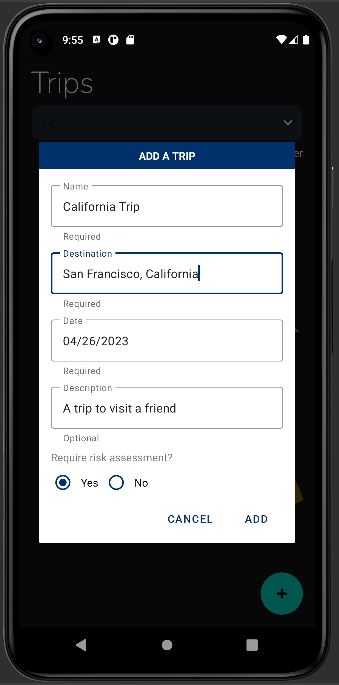 9:55
Trips
er
ADD A TRIP
Name
California Trip
Required
Destination
San Francisco, California
Required
Date
04/26/2023
Required
Description
A trip to visit a friend
Optional
Require risk assessment?
Yes No
CANCEL ADD
+